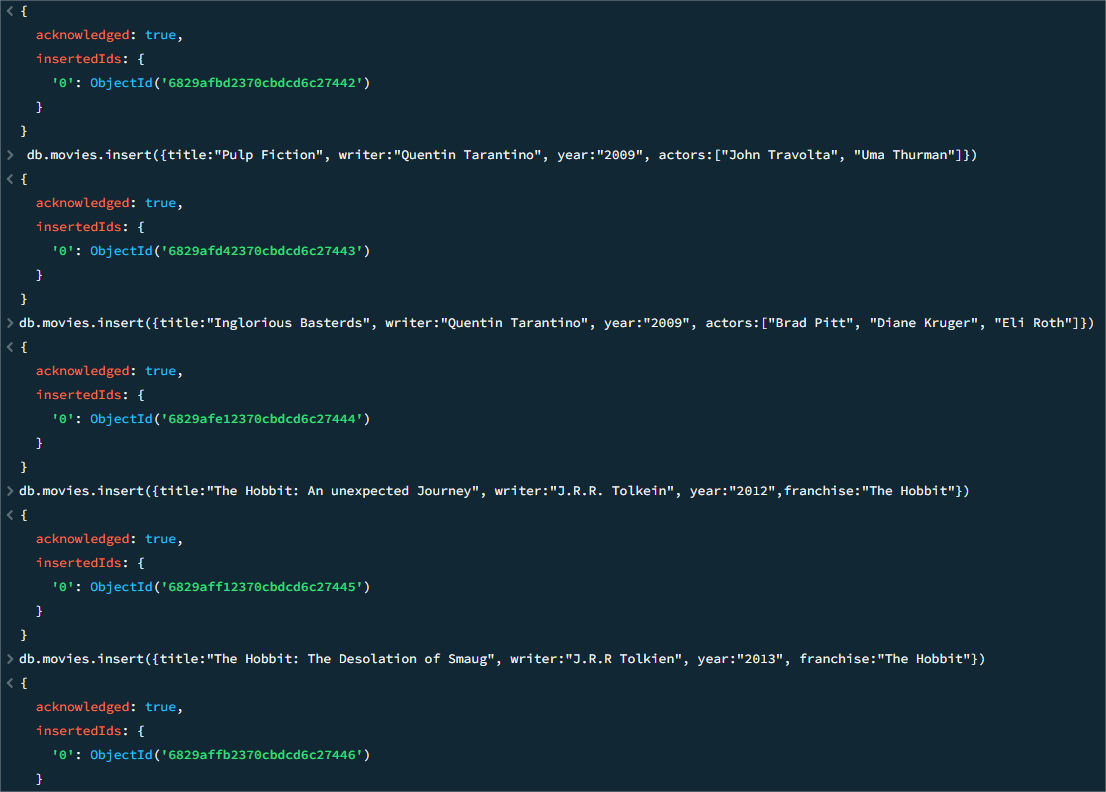 < {
acknowledged: true,
insertedIds: {
'0': ObjectId('6829afbd2370cbdcd6c27442')
}
}
> db.movies.insert({title:"Pulp Fiction", writer:"Quentin Tarantino", year:"2009", actors:["John Travolta", "Uma Thurman"]})
< {
acknowledged: true,
insertedIds: {
'0': ObjectId('6829afd42370cbdcd6c27443')
}
}
> db.movies.insert({title:"Inglorious Basterds", writer:"Quentin Tarantino", year:"2009", actors:["Brad Pitt", "Diane Kruger", "Eli Roth"]})
< {
acknowledged: true,
insertedIds: {
'0': ObjectId('6829afe12370cbdcd6c27444')
}
}
> db.movies.insert({title:"The Hobbit: An unexpected Journey", writer:"J.R.R. Tolkein", year:"2012",franchise:"The Hobbit"})
< {
acknowledged: true,
insertedIds: {
'0': ObjectId('6829aff12370cbdcd6c27445')
}
}
> db.movies.insert({title:"The Hobbit: The Desolation of Smaug", writer:"J.R.R Tolkien", year:"2013", franchise:"The Hobbit"})
< {
acknowledged: true,
insertedIds: {
'0': ObjectId('6829affb2370cbdcd6c27446')
}